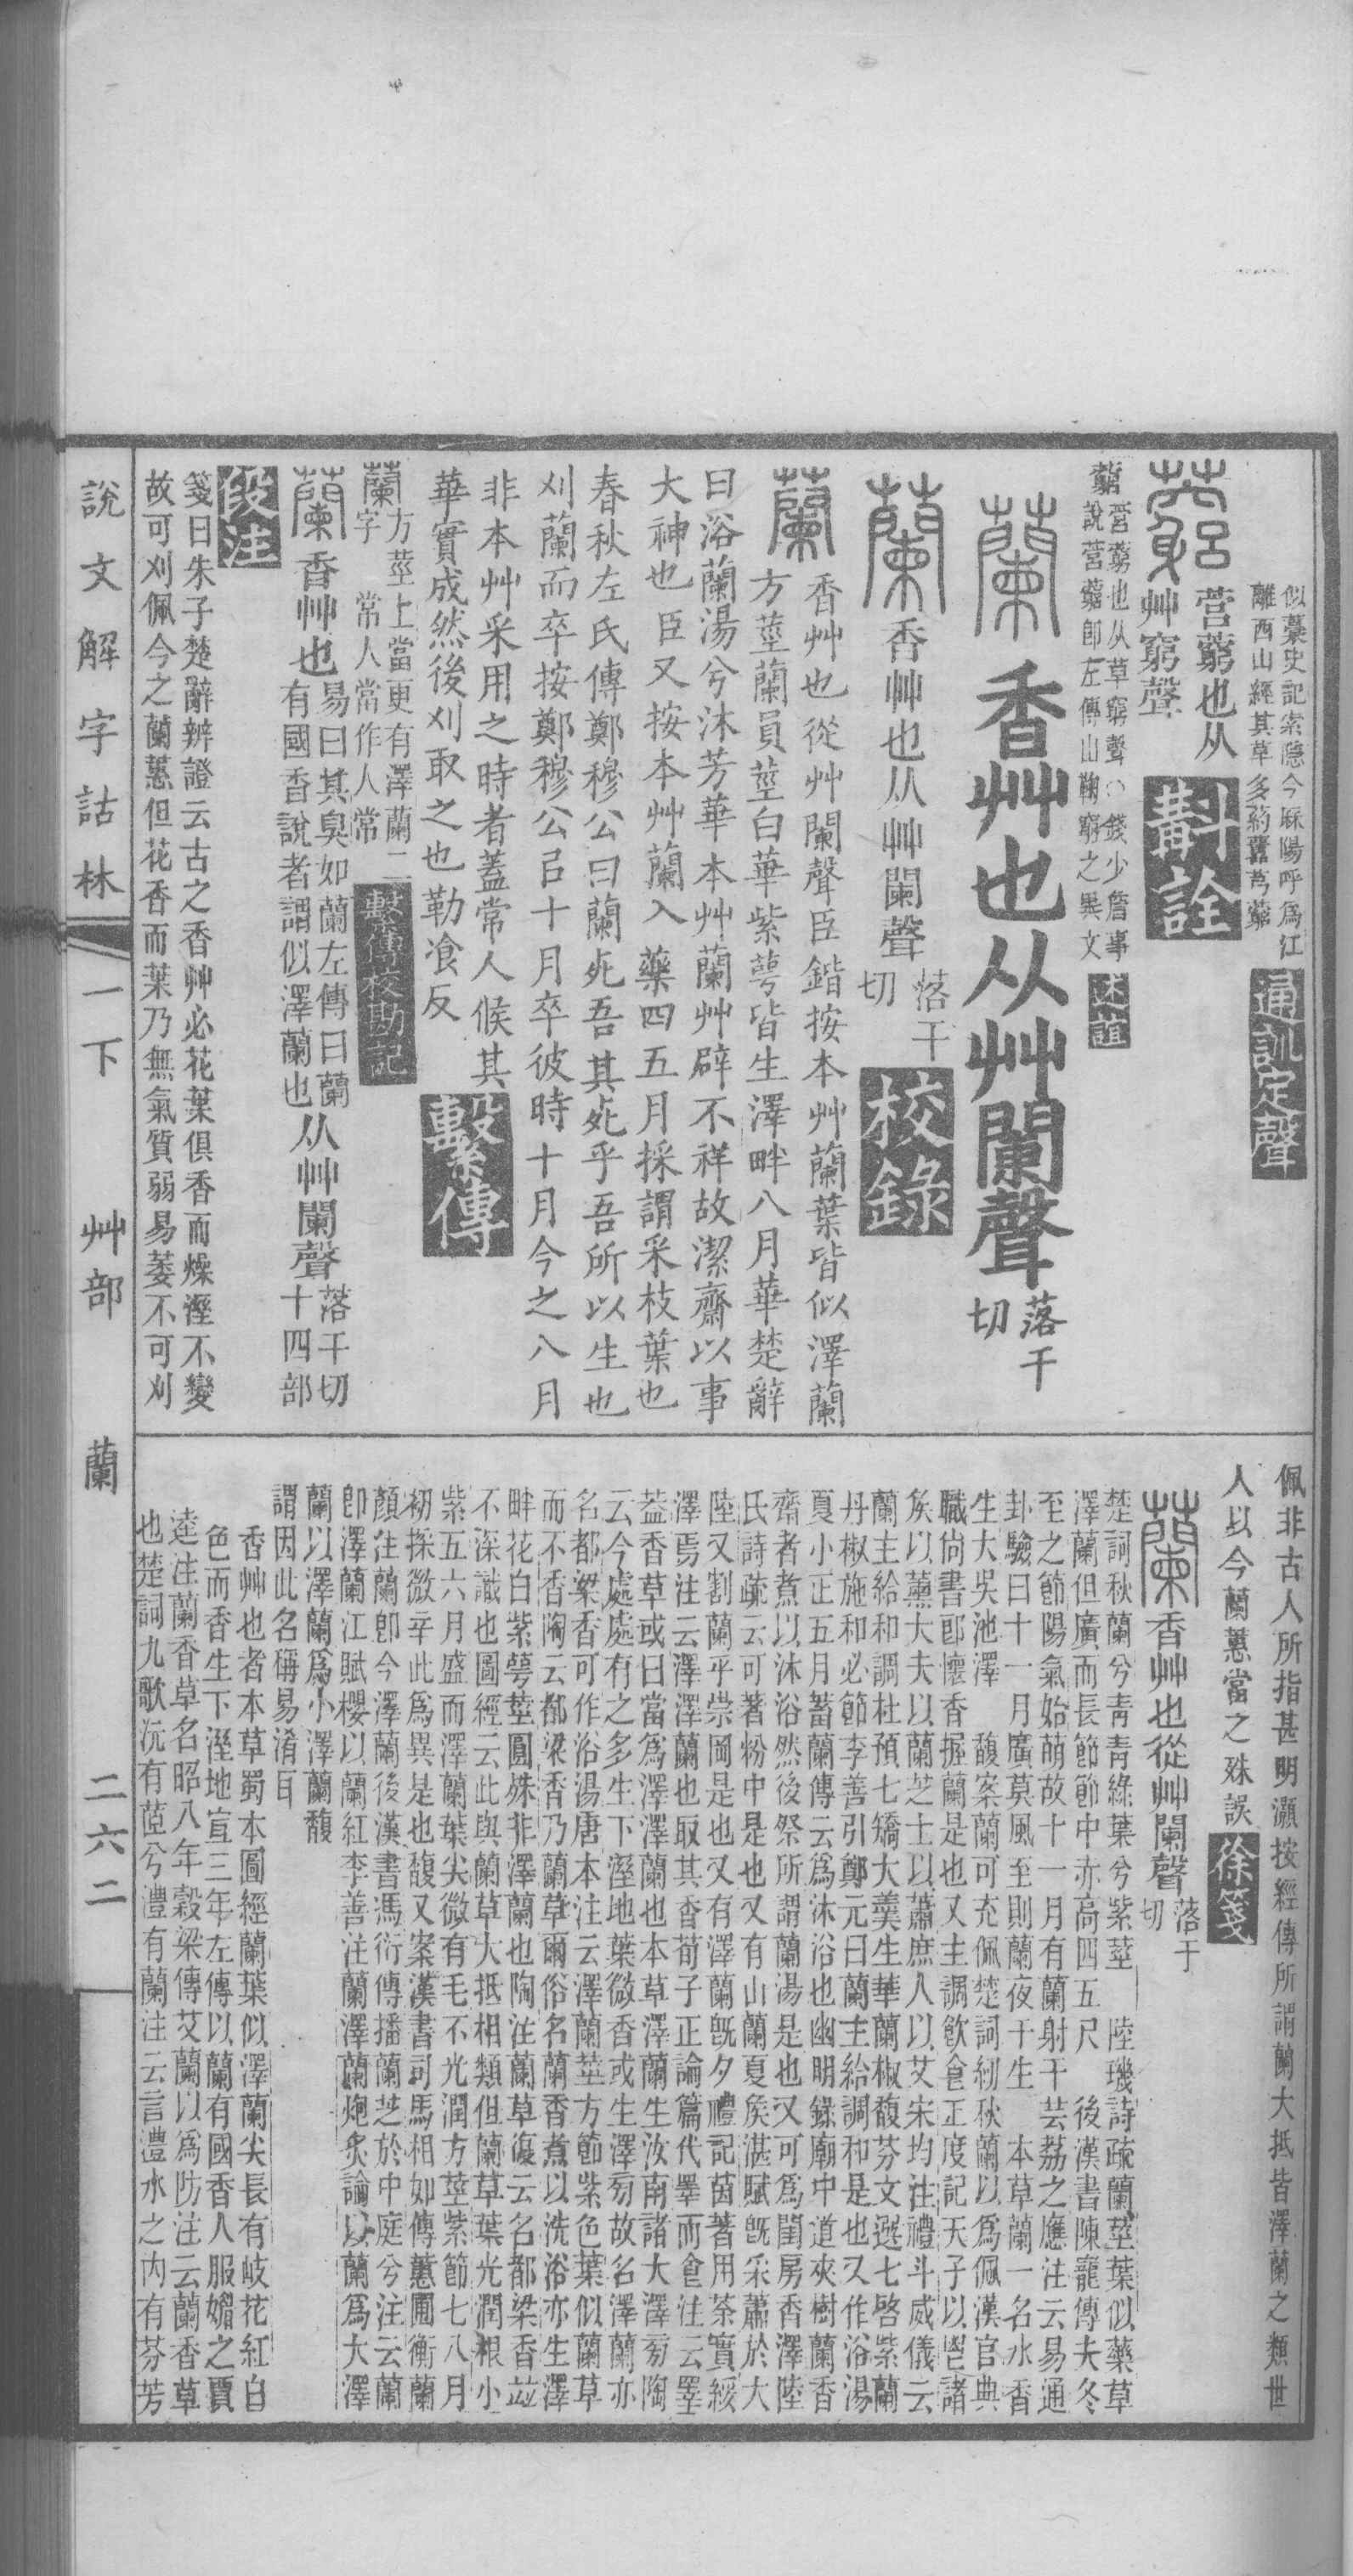 似藁史記索隱今厤陽呼爲江
離西山經其草多葯蘪芎藭 通訓定聲
营藭也从
艸窮聲 斠詮
营藭也从草窮聲○錢少詹事
說营藭卽左傳山鞠窮之異文 述誼
蘭 香艸也从艸闌聲 落干切
蘭 香艸也从艸闌聲 落干切 校錄
蘭 香艸也從艸闌聲臣鍇按本艸蘭葉皆似澤蘭
方莖蘭員莖白華紫萼皆生澤畔八月華楚辭
曰浴蘭湯兮沐芳華本艸蘭艸辟不祥故潔齋以事
大神也臣又按本艸蘭入藥四五月採謂采枝葉也
春秋左氏傳鄭穆公曰蘭死吾其死乎吾所以生也
刈蘭而卒按鄭穆公㠯十月卒彼時十月今之八月
非本艸采用之時者蓋常人候其
華實成然後刈取之也勒飡反 繫傳
蘭字 方莖上當更有澤蘭二
字 常人當作人常 繫傳校勘記
蘭 香艸也 易曰其臭如蘭左傳曰蘭
有國香說者謂似澤蘭也 从艸闌聲 落干切
十四部
段注
箋曰朱子楚辭辨證云古之香艸必花葉俱香而燥溼不變
故可刈佩今之蘭蕙但花香而葉乃無氣質弱易萎不可刈
佩非古人所指甚明灝按經傳所謂蘭大抵皆澤蘭之類世
人以今蘭蕙當之殊誤 徐箋
蘭 香艸也從艸闌聲 落干切
陸璣詩疏蘭莖葉似藥草
楚詞秋蘭兮靑靑綠葉兮紫莖
澤蘭但廣而長節節中赤高四五尺 後漢書陳寵傳夫冬
至之節陽氣始萌故十一月有蘭射干芸荔之應注云易通
卦驗曰十一月廣莫風至則蘭夜干生 本草蘭一名水香
生大吳池澤 馥案蘭可充佩楚詞紉秋蘭以爲佩漢官典
職尙書郎懷香握蘭是也又主調飮食正度記天子以鬯諸
矦以薰大夫以蘭芝士以蕭庶人以艾宋均注禮斗威儀云
蘭主給和調杜預七矯大羹生華蘭椒馥芬文選七啓紫蘭
丹椒施和必節李善引鄭元曰蘭主給調和是也又作浴湯
夏小正五月蓄蘭傳云爲沐浴也幽明錄廟中道夾樹蘭香
齋者煮以沐浴然後祭所謂蘭湯是也又可爲閨房香澤陸
氏詩疏云可著粉中是也又有山蘭夏矦湛賦旣采蕭於大
陸又割蘭乎崇岡是也又有澤蘭旣夕禮記茵著用荼實綏
澤焉注云澤澤蘭也取其香荀子正論篇代睪而食注云睪
葢香草或曰當爲澤澤蘭也本草澤蘭生汝南諸大澤㫄陶
云今處處有之多生下溼地葉微香或生澤㫄故名澤蘭亦
名都梁香可作浴湯唐本注云澤蘭莖方節紫色葉似蘭草
而不香陶云都梁香乃蘭草爾俗名蘭香煮以洗浴亦生澤
畔花白紫萼莖圓殊非澤蘭也陶注蘭草復云名都梁香竝
不深識也圖經云此與蘭草大抵相類但蘭草葉光潤根小
紫五六月盛而澤蘭葉尖微有毛不光潤方莖紫節七八月
初採微辛此爲異是也馥又案漢書司馬相如傳蕙圃衡蘭
顏注蘭卽今澤蘭後漢書馮衍傳播蘭芝於中庭兮注云蘭
卽澤蘭江賦櫻以蘭紅李善注蘭澤蘭炮炙論以蘭爲大澤
蘭以澤蘭爲小澤蘭馥
謂因此名稱易淆耳
香艸也者本草蜀本圖經蘭葉似澤蘭尖長有岐花紅白
色而香生下溼地宣三年左傳以蘭有國香人服媚之賈
逵注蘭香草名昭八年穀梁傳艾蘭以爲防注云蘭香草
也楚詞九歌沅有茝兮澧有蘭注云言澧水之內有芬芳
說文解字詁林 一下 艸部 蘭 二六二